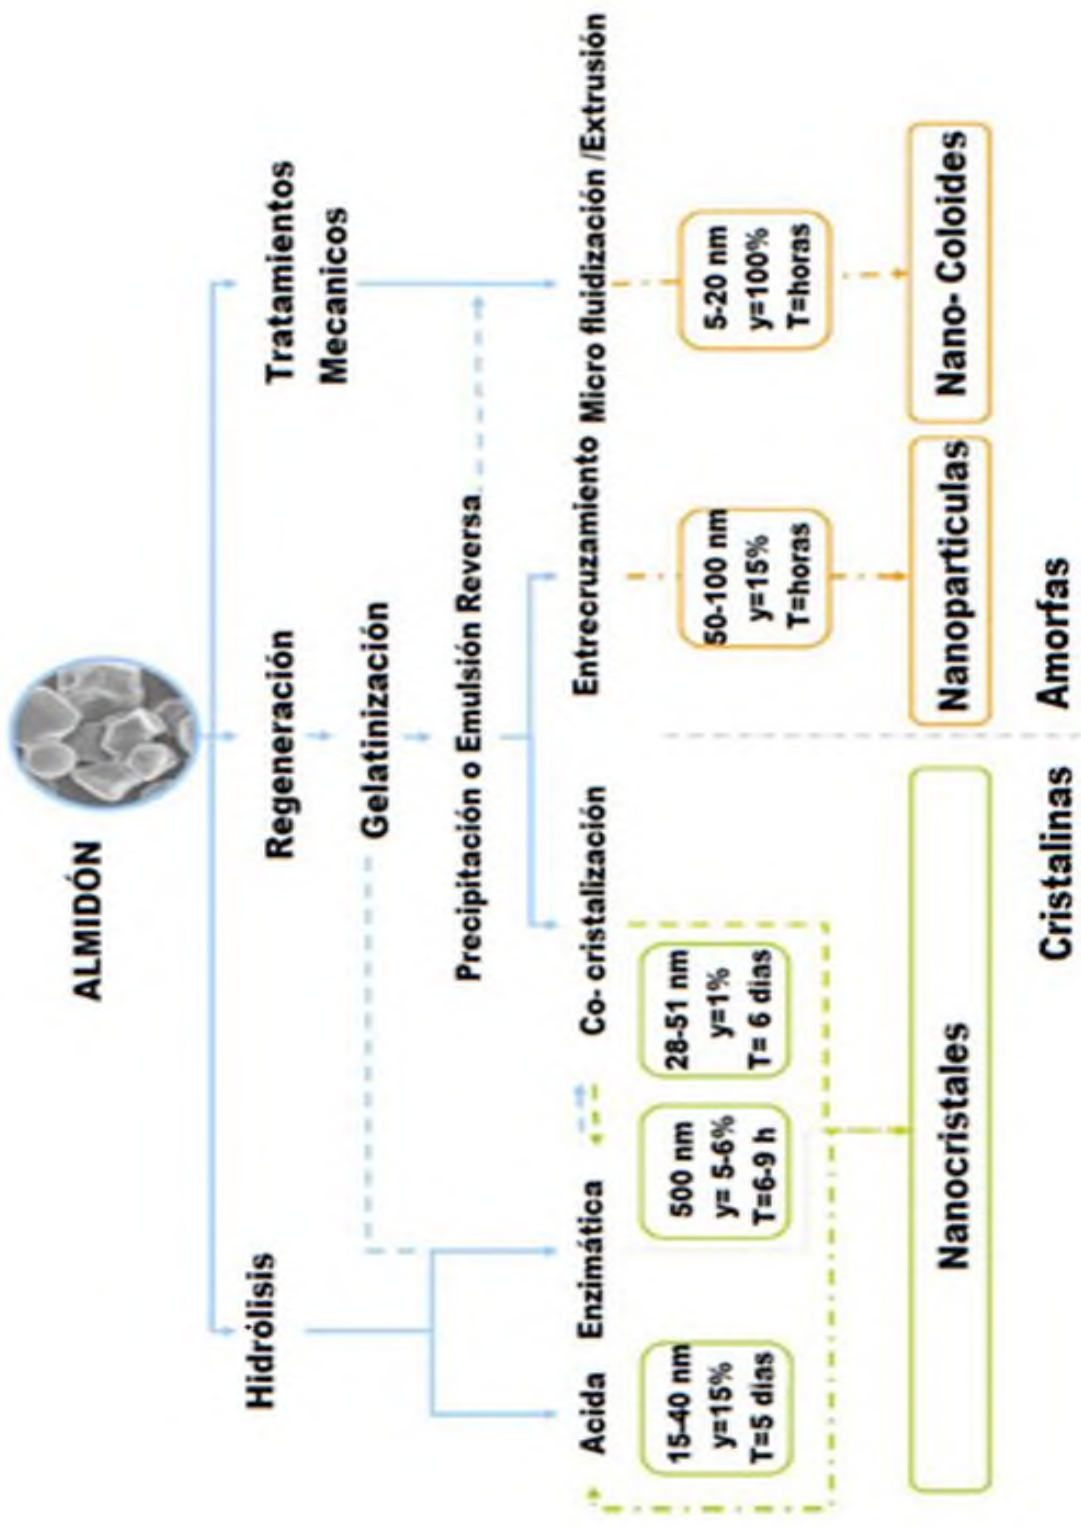 ALMIDÓN
Hidrólisis
Regeneración
Tratamientos
Mecanicos
Gelatinización
Precipitación o Emulsión Reversa
Acida
Enzimática
Co- cristalización
Entrecruzamiento
Micro fluidización /Extrusión
15-40 nm
y=15%
T=5 dias
500 nm
y= 5-6%
T=6-9 h
28-51 nm
y=1%
T= 6 dias
50-100 nm
y=15%
T=horas
5-20 nm
y=100%
T=horas
Nanocristales
Nanoparticulas
Nano- Coloides
Cristalinas
Amorfas